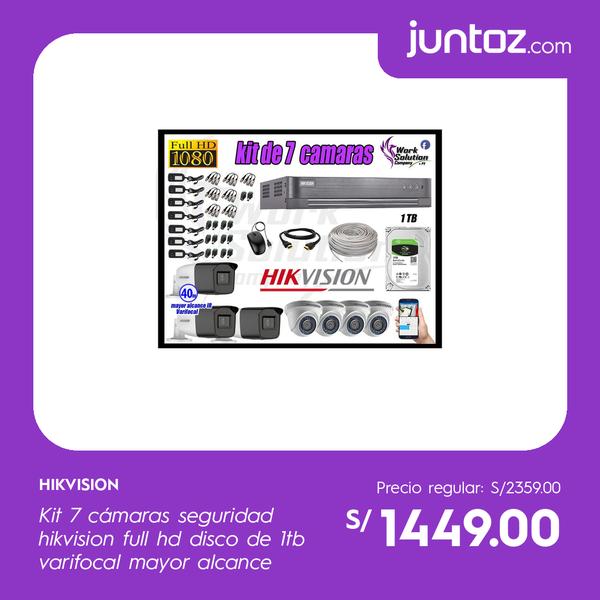 juntoz.com
Full HD
1080
kit de 7 camaras
Work
Solution
Company
HIKVISION
1 TB
HIKVISION
40m
mayor alcance IR
Varifocal
HIKVISION
Kit 7 cámaras seguridad
hikvision full hd disco de 1tb
varifocal mayor alcance
Precio regular: S/2359.00
S/1449.00